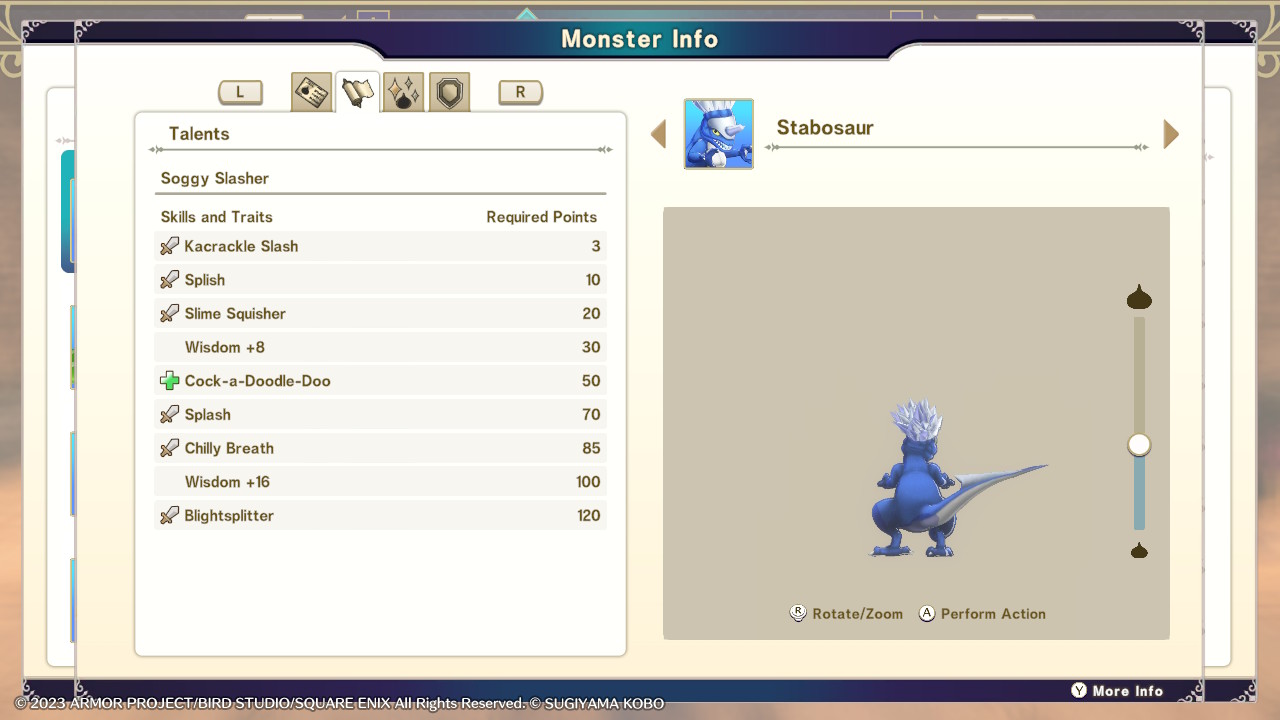 Monster Info
L
R
Talents
Soggy Slasher
Skills and Traits Required Points
Kacrackle Slash 3
Splish 10
Slime Squisher 20
Wisdom +8 30
Cock-a-Doodle-Doo 50
Splash 70
Chilly Breath 85
Wisdom +16 100
Blightsplitter 120
Stabosaur
R Rotate/Zoom A Perform Action
Y More Info
© 2023 ARMOR PROJECT/BIRD STUDIO/SQUARE ENIX All Rights Reserved. © SUGIYAMA KOBO